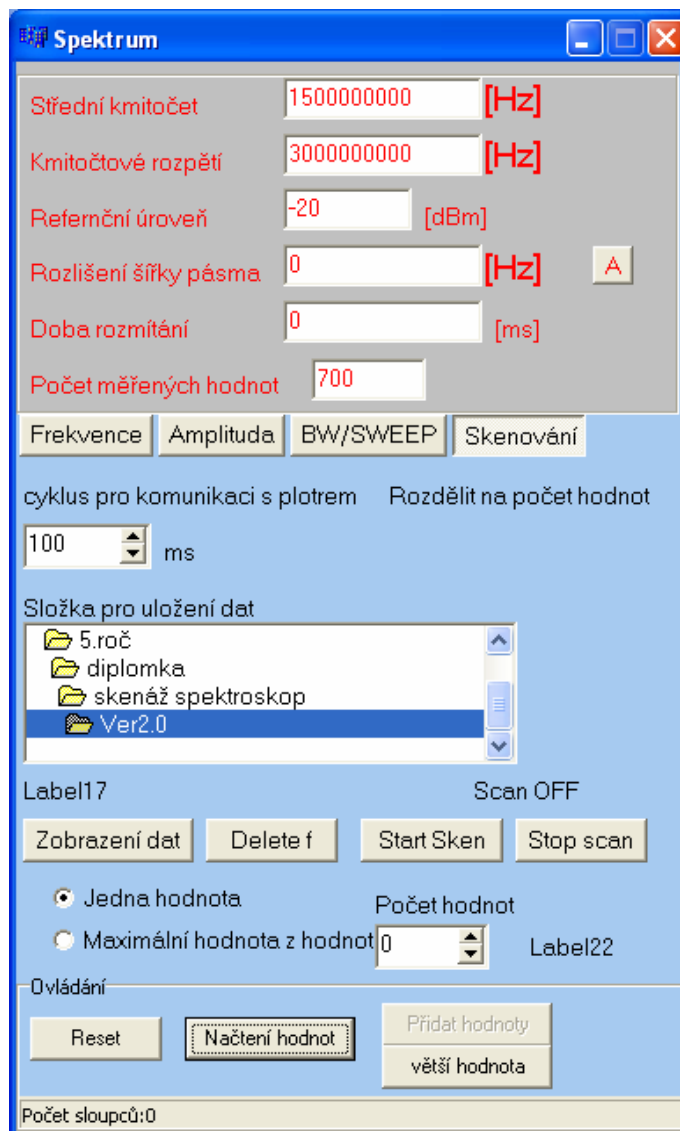 Spektrum
Střední kmitočet 1500000000 [Hz]
Kmitočtové rozpětí 3000000000 [Hz]
Refernční úroveň -20 [dBm]
Rozlišení šířky pásma 0 [Hz] A
Doba rozmítání 0 [ms]
Počet měřených hodnot 700
Frekvence Amplituda BW/SWEEP Skenování
cyklus pro komunikaci s plotrem Rozdělit na počet hodnot
100 ms
Složka pro uložení dat
5.roč
diplomka
skenáž spektroskop
Ver2.0
Label17 Scan OFF
Zobrazení dat Delete f Start Sken Stop scan
Jedna hodnota Počet hodnot
Maximální hodnota z hodnot 0 Label22
Ovládání
Reset Načtení hodnot Přidat hodnoty
větší hodnota
Počet sloupců:0